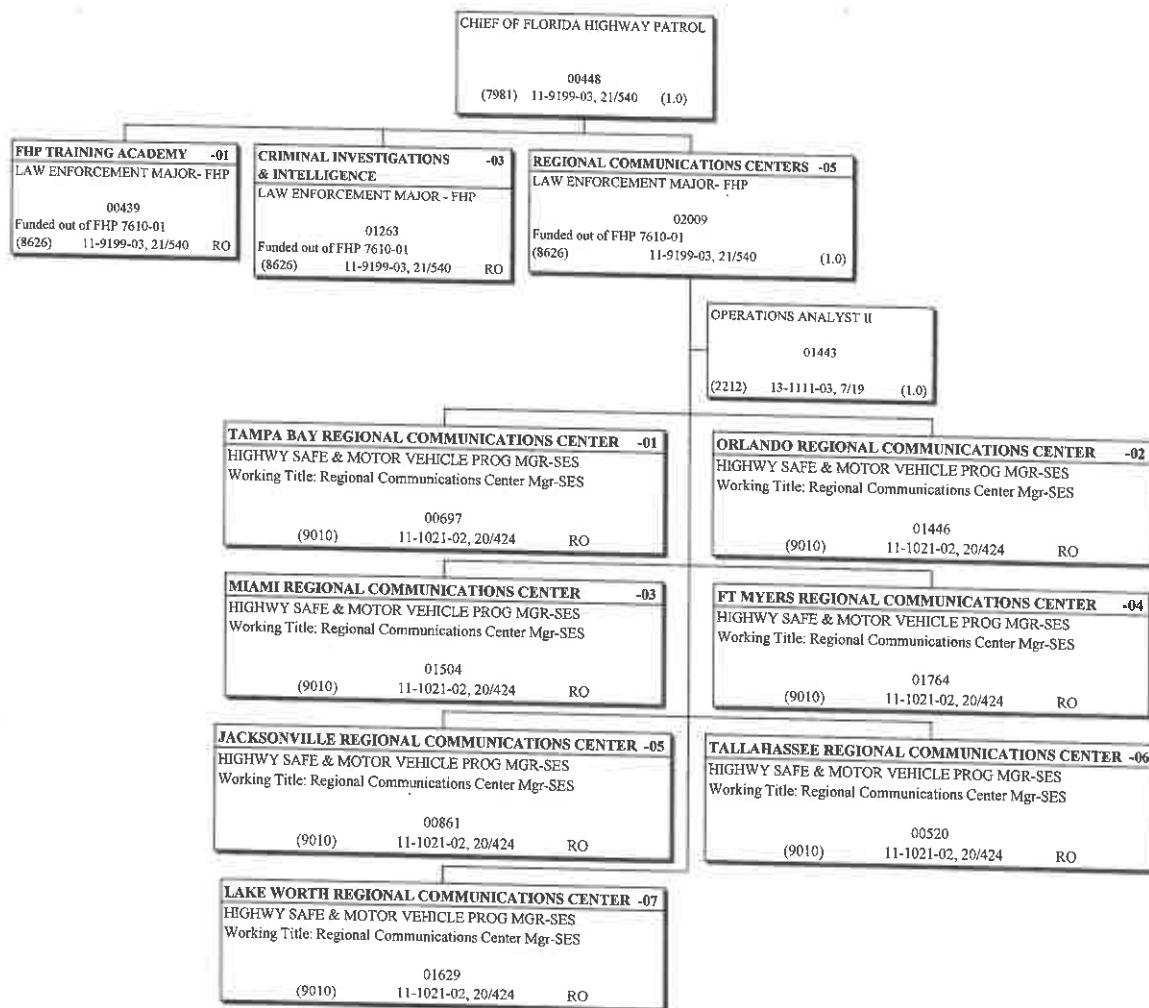 CHIEF OF FLORIDA HIGHWAY PATROL
00448
(7981) 11-9199-03, 21/540 (1.0)
FHP TRAINING ACADEMY -01
LAW ENFORCEMENT MAJOR- FHP
00439
Funded out of FHP 7610-01
(8626) 11-9199-03, 21/540 RO
CRIMINAL INVESTIGATIONS -03
& INTELLIGENCE
LAW ENFORCEMENT MAJOR - FHP
01263
Funded out of FHP 7610-01
(8626) 11-9199-03, 21/540 RO
REGIONAL COMMUNICATIONS CENTERS -05
LAW ENFORCEMENT MAJOR- FHP
02009
Funded out of FHP 7610-01
(8626) 11-9199-03, 21/540 (1.0)
OPERATIONS ANALYST II
01443
(2212) 13-1111-03, 7/19 (1.0)
TAMPA BAY REGIONAL COMMUNICATIONS CENTER -01
HIGHWY SAFE & MOTOR VEHICLE PROG MGR-SES
Working Title: Regional Communications Center Mgr-SES
00697
(9010) 11-1021-02, 20/424 RO
ORLANDO REGIONAL COMMUNICATIONS CENTER -02
HIGHWY SAFE & MOTOR VEHICLE PROG MGR-SES
Working Title: Regional Communications Center Mgr-SES
01446
(9010) 11-1021-02, 20/424 RO
MIAMI REGIONAL COMMUNICATIONS CENTER -03
HIGHWY SAFE & MOTOR VEHICLE PROG MGR-SES
Working Title: Regional Communications Center Mgr-SES
01504
(9010) 11-1021-02, 20/424 RO
FT MYERS REGIONAL COMMUNICATIONS CENTER -04
HIGHWY SAFE & MOTOR VEHICLE PROG MGR-SES
Working Title: Regional Communications Center Mgr-SES
01764
(9010) 11-1021-02, 20/424 RO
JACKSONVILLE REGIONAL COMMUNICATIONS CENTER -05
HIGHWY SAFE & MOTOR VEHICLE PROG MGR-SES
Working Title: Regional Communications Center Mgr-SES
00861
(9010) 11-1021-02, 20/424 RO
TALLAHASSEE REGIONAL COMMUNICATIONS CENTER -06
HIGHWY SAFE & MOTOR VEHICLE PROG MGR-SES
Working Title: Regional Communications Center Mgr-SES
00520
(9010) 11-1021-02, 20/424 RO
LAKE WORTH REGIONAL COMMUNICATIONS CENTER -07
HIGHWY SAFE & MOTOR VEHICLE PROG MGR-SES
Working Title: Regional Communications Center Mgr-SES
01629
(9010) 11-1021-02, 20/424 RO